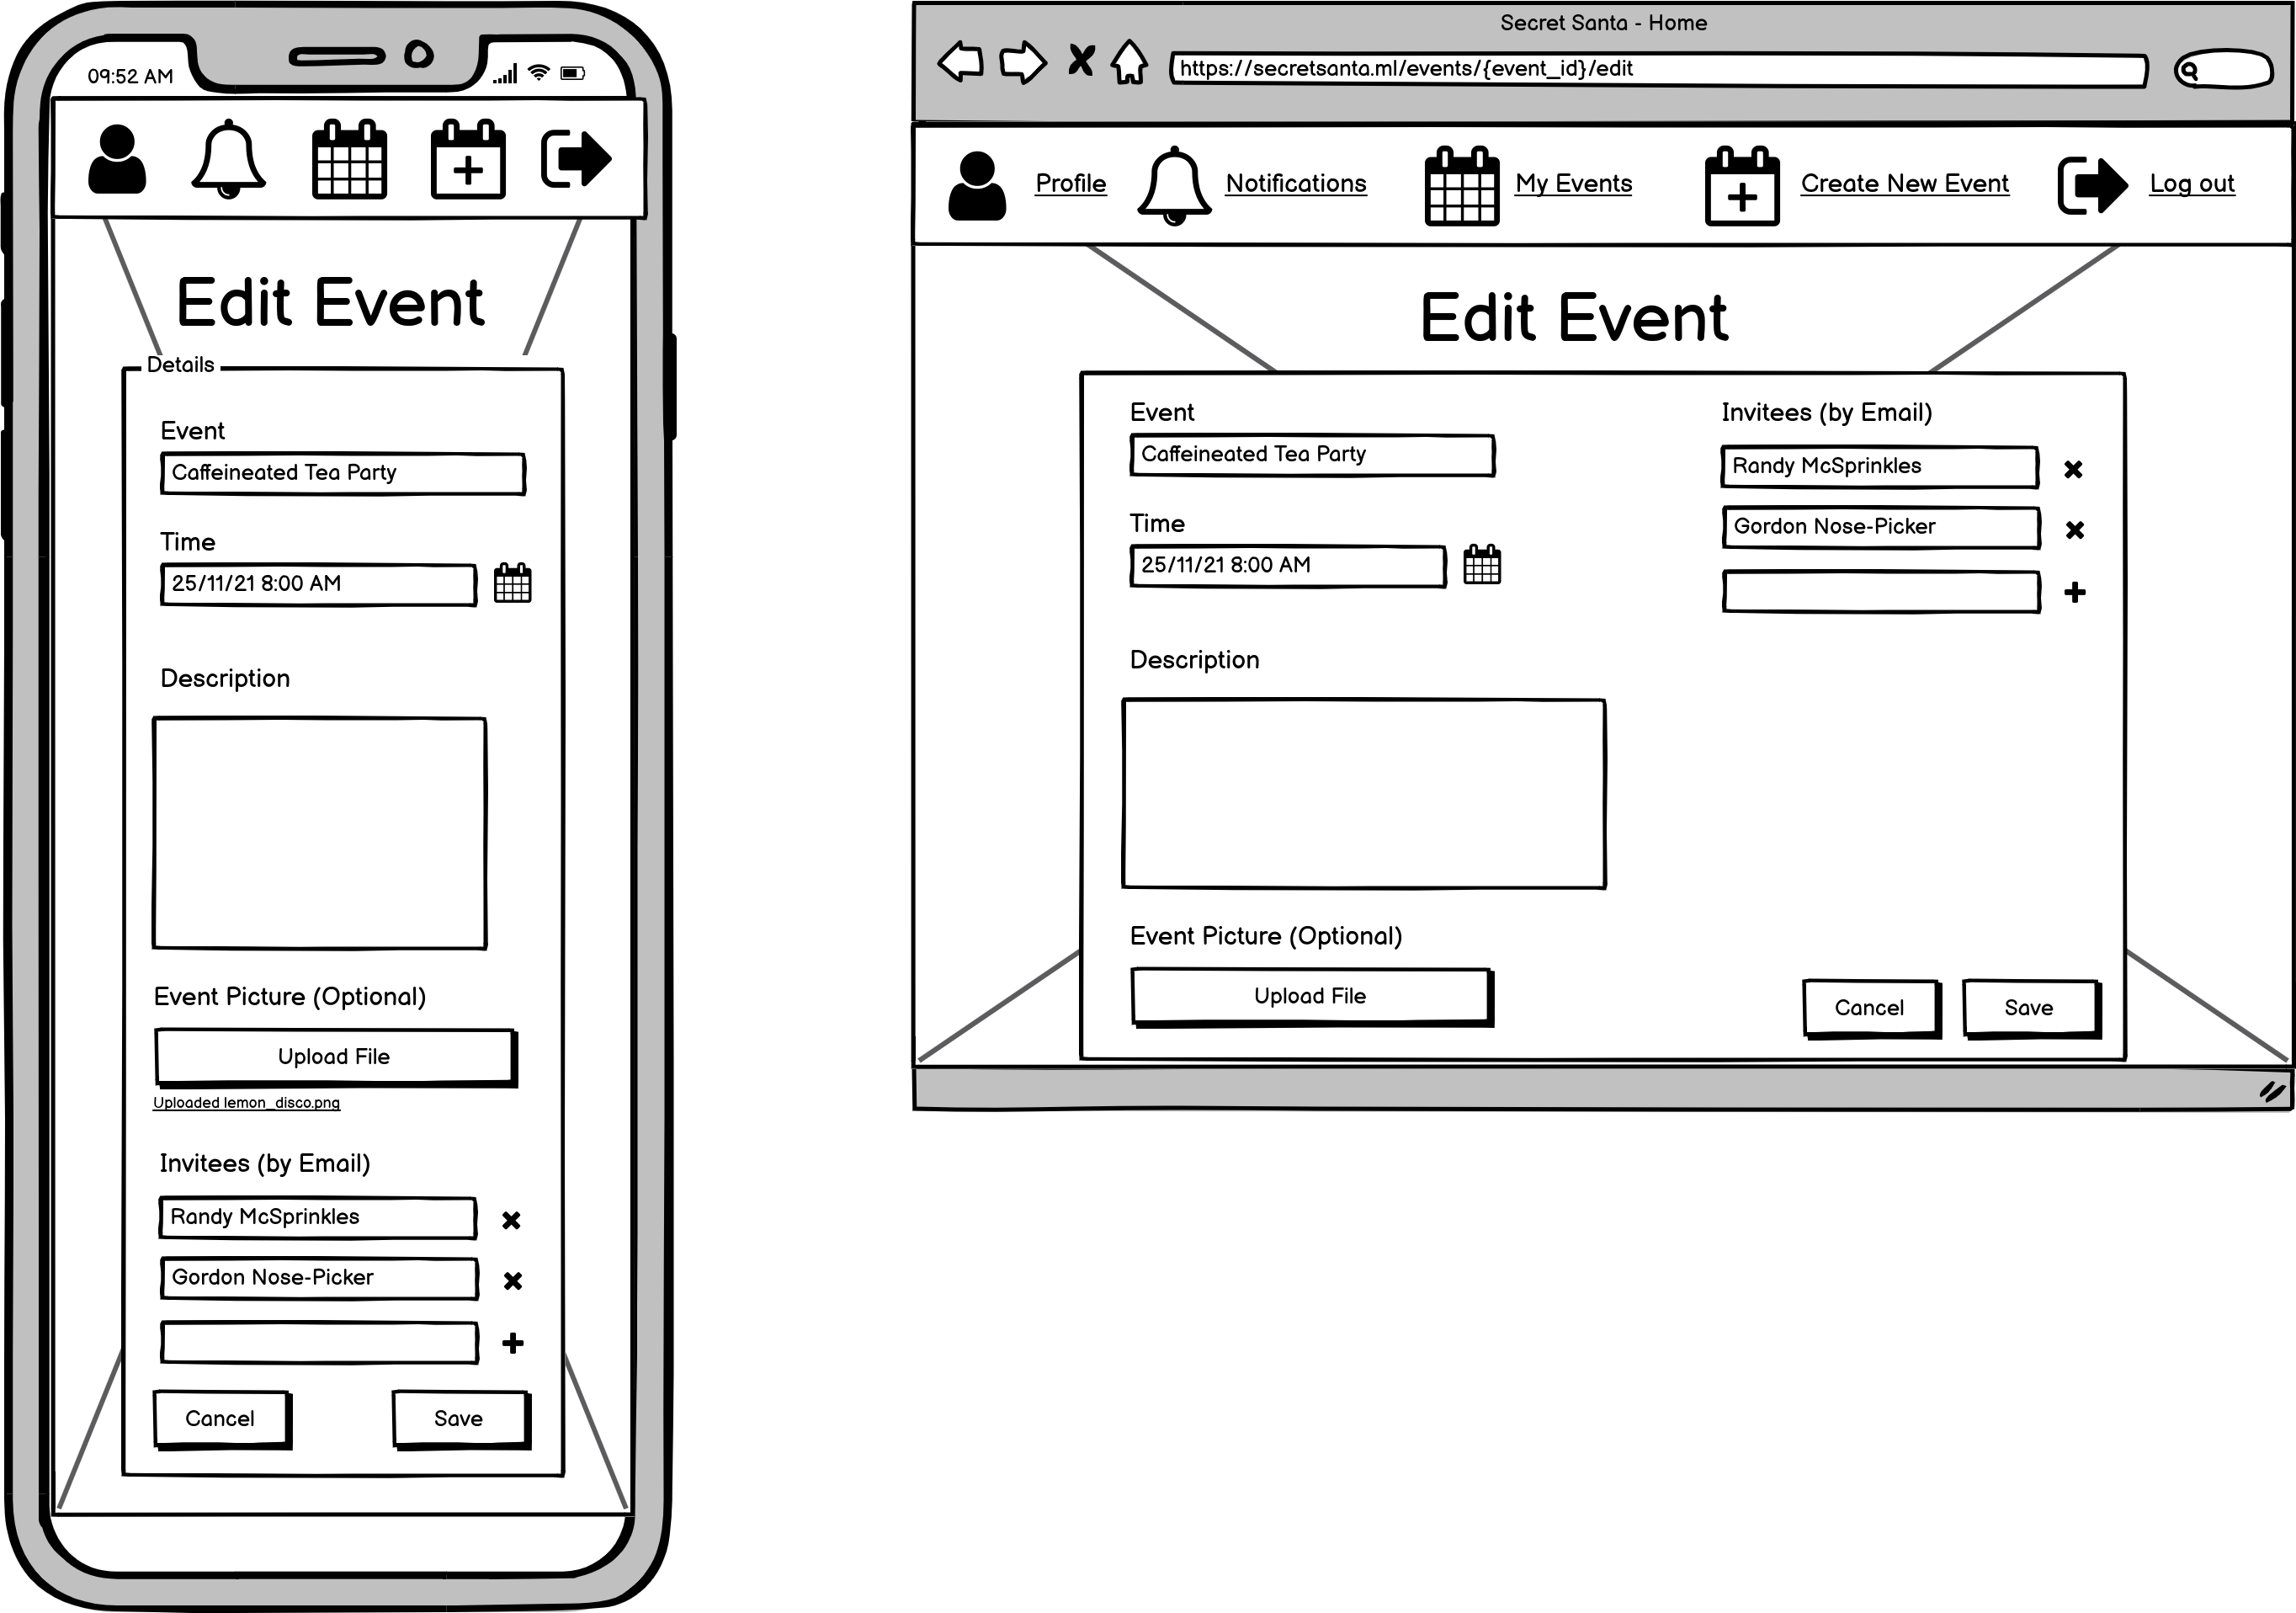 09:52 AM
Edit Event
Details
Event
Caffeineated Tea Party
Time
25/11/21 8:00 AM
Description
Event Picture (Optional)
Upload File
Uploaded lemon_disco.png
Invitees (by Email)
Randy McSprinkles
Gordon Nose-Picker
Cancel Save
Secret Santa - Home
https://secretsanta.ml/events/{event_id}/edit
Profile Notifications My Events Create New Event Log out
Edit Event
Event
Caffeineated Tea Party
Time
25/11/21 8:00 AM
Description
Event Picture (Optional)
Upload File
Invitees (by Email)
Randy McSprinkles
Gordon Nose-Picker
Cancel Save